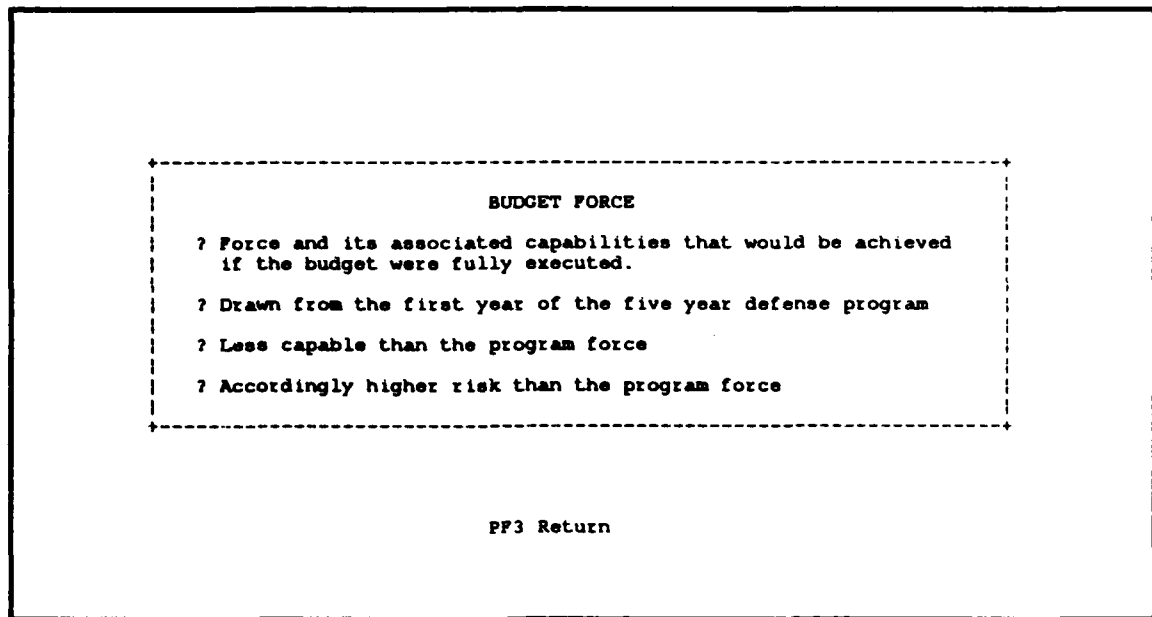 BUDGET FORCE
? Force and its associated capabilities that would be achieved
if the budget were fully executed.
? Drawn from the first year of the five year defense program
? Less capable than the program force
? Accordingly higher risk than the program force
PF3 Return